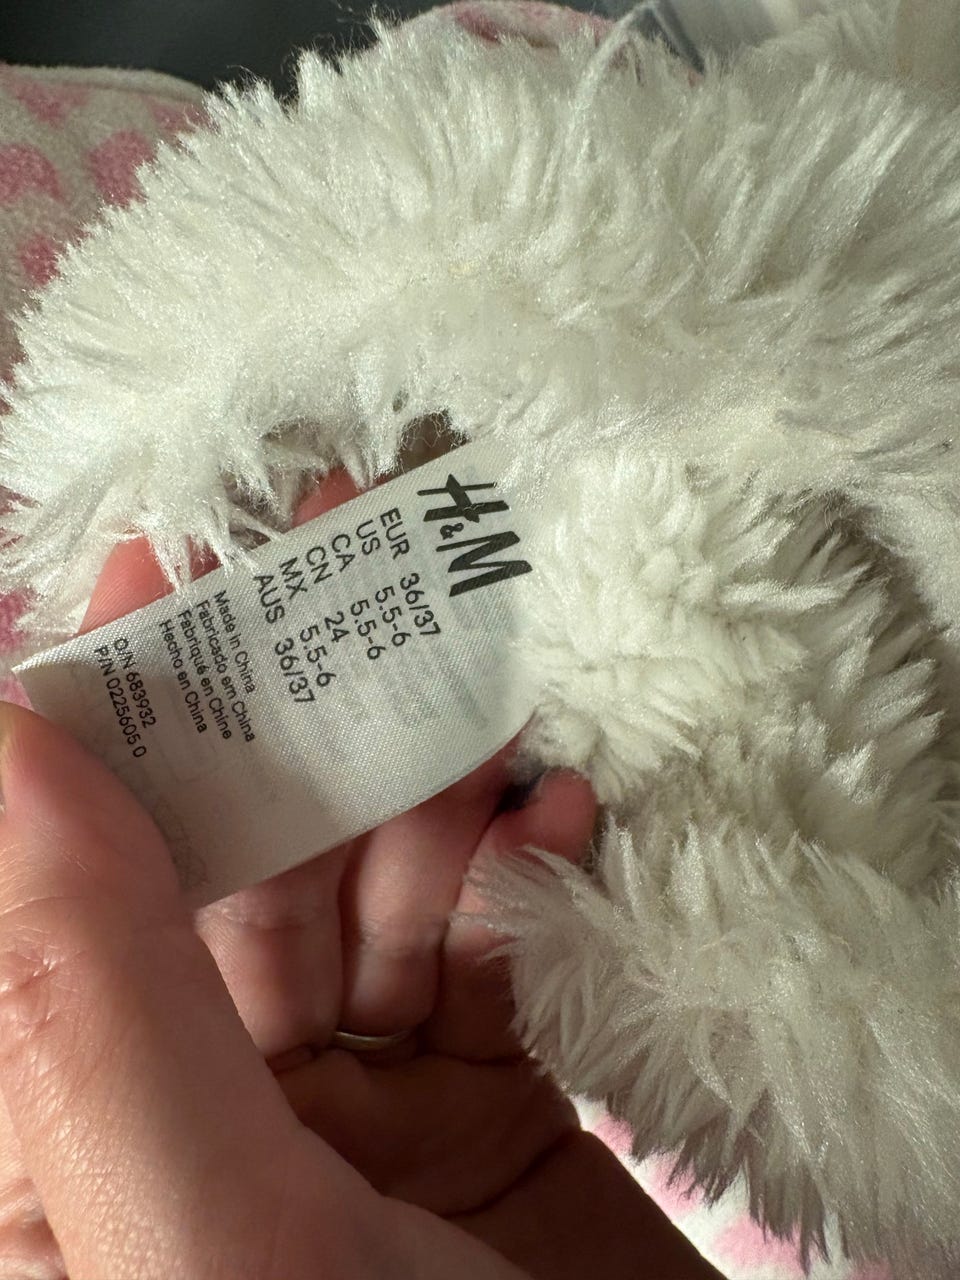 H&M
EUR 36/37
US 5.5-6
CA 5.5-6
CN 24
MX 5.5-6
AUS 36/37
Made in China
Fabricado em China
Fabriqué en Chine
Hecho en China
O/N 683932
P/N 0225605 0